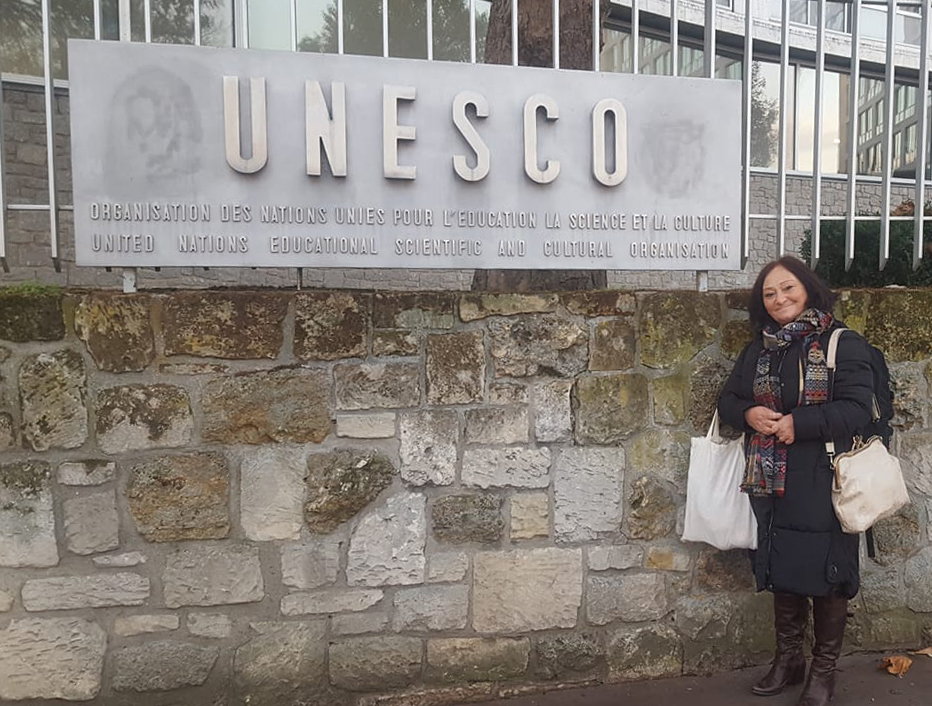 UNESCO
ORGANISATION DES NATIONS UNIES POUR L'EDUCATION LA SCIENCE ET LA CULTURE
UNITED NATIONS EDUCATIONAL SCIENTIFIC AND CULTURAL ORGANISATION